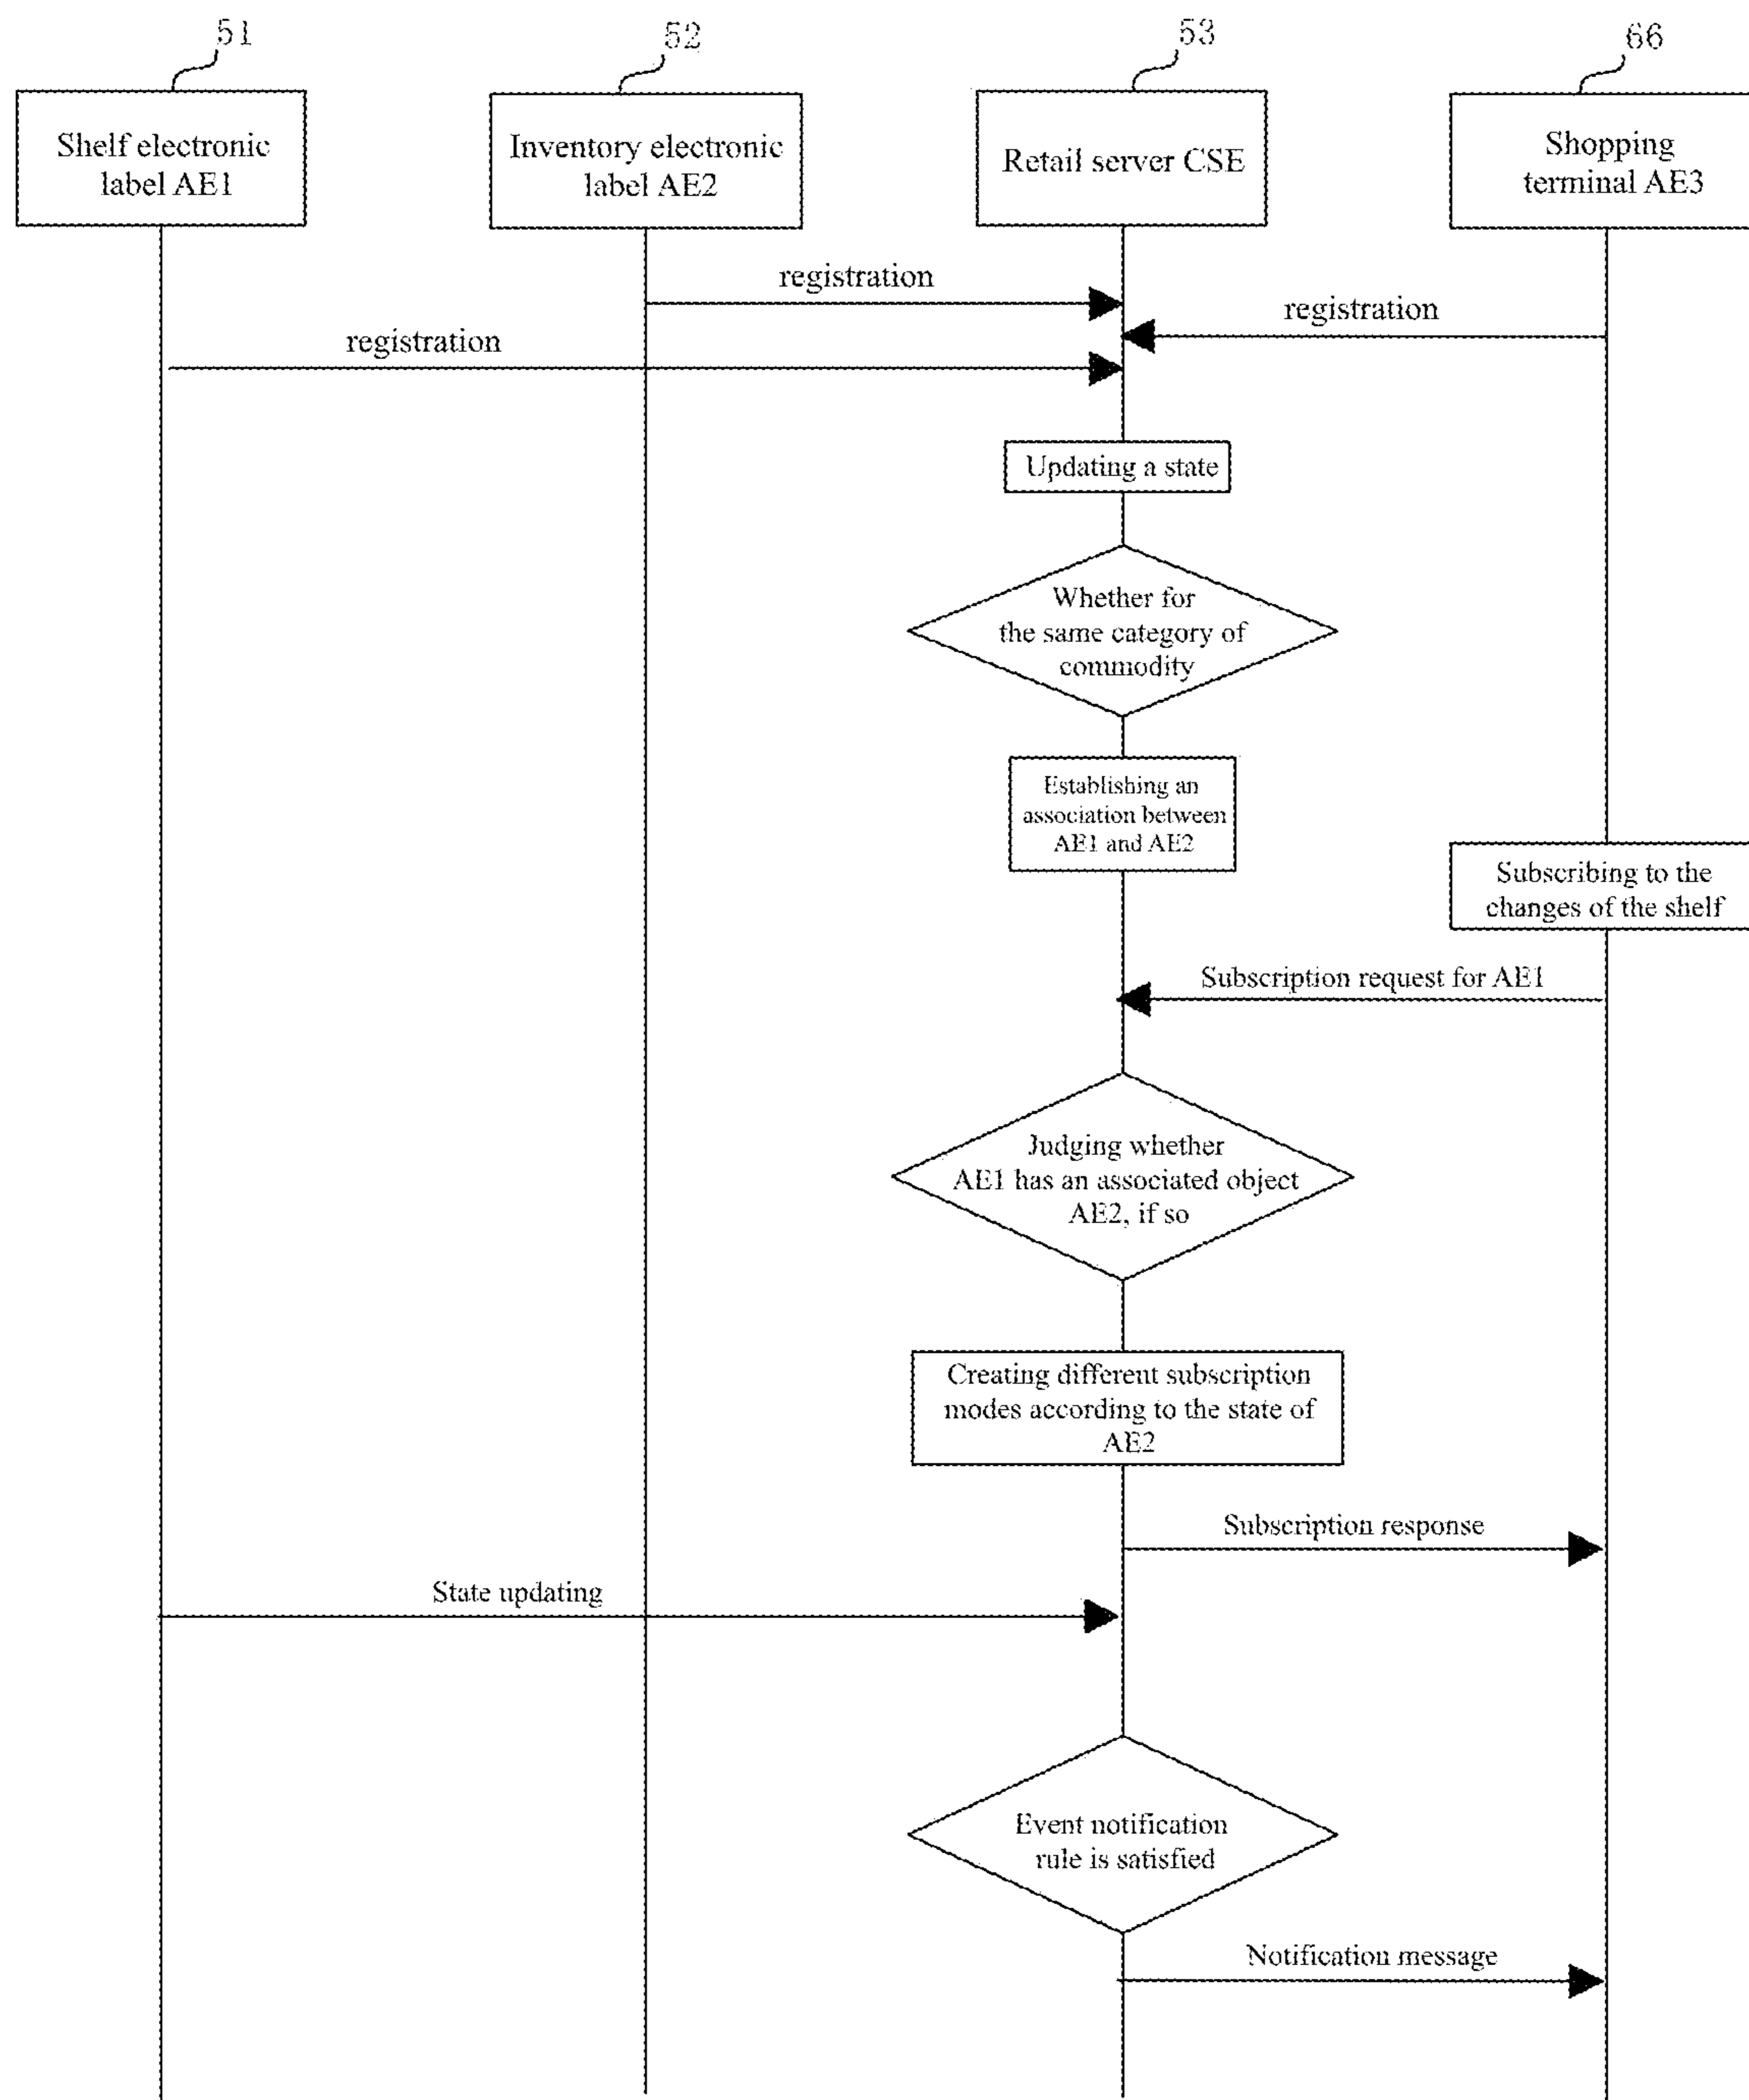 51
52
53
66
Shelf electronic
label AE1
Inventory electronic
label AE2
Retail server CSE
Shopping
terminal AE3
registration
registration
registration
Updating a state
Whether for
the same category of
commodity
Establishing an
association between
AE1 and AE2
Subscribing to the
changes of the shelf
Subscription request for AE1
Judging whether
AE1 has an associated object
AE2, if so
Creating different subscription
modes according to the state of
AE2
Subscription response
State updating
Event notification
rule is satisfied
Notification message